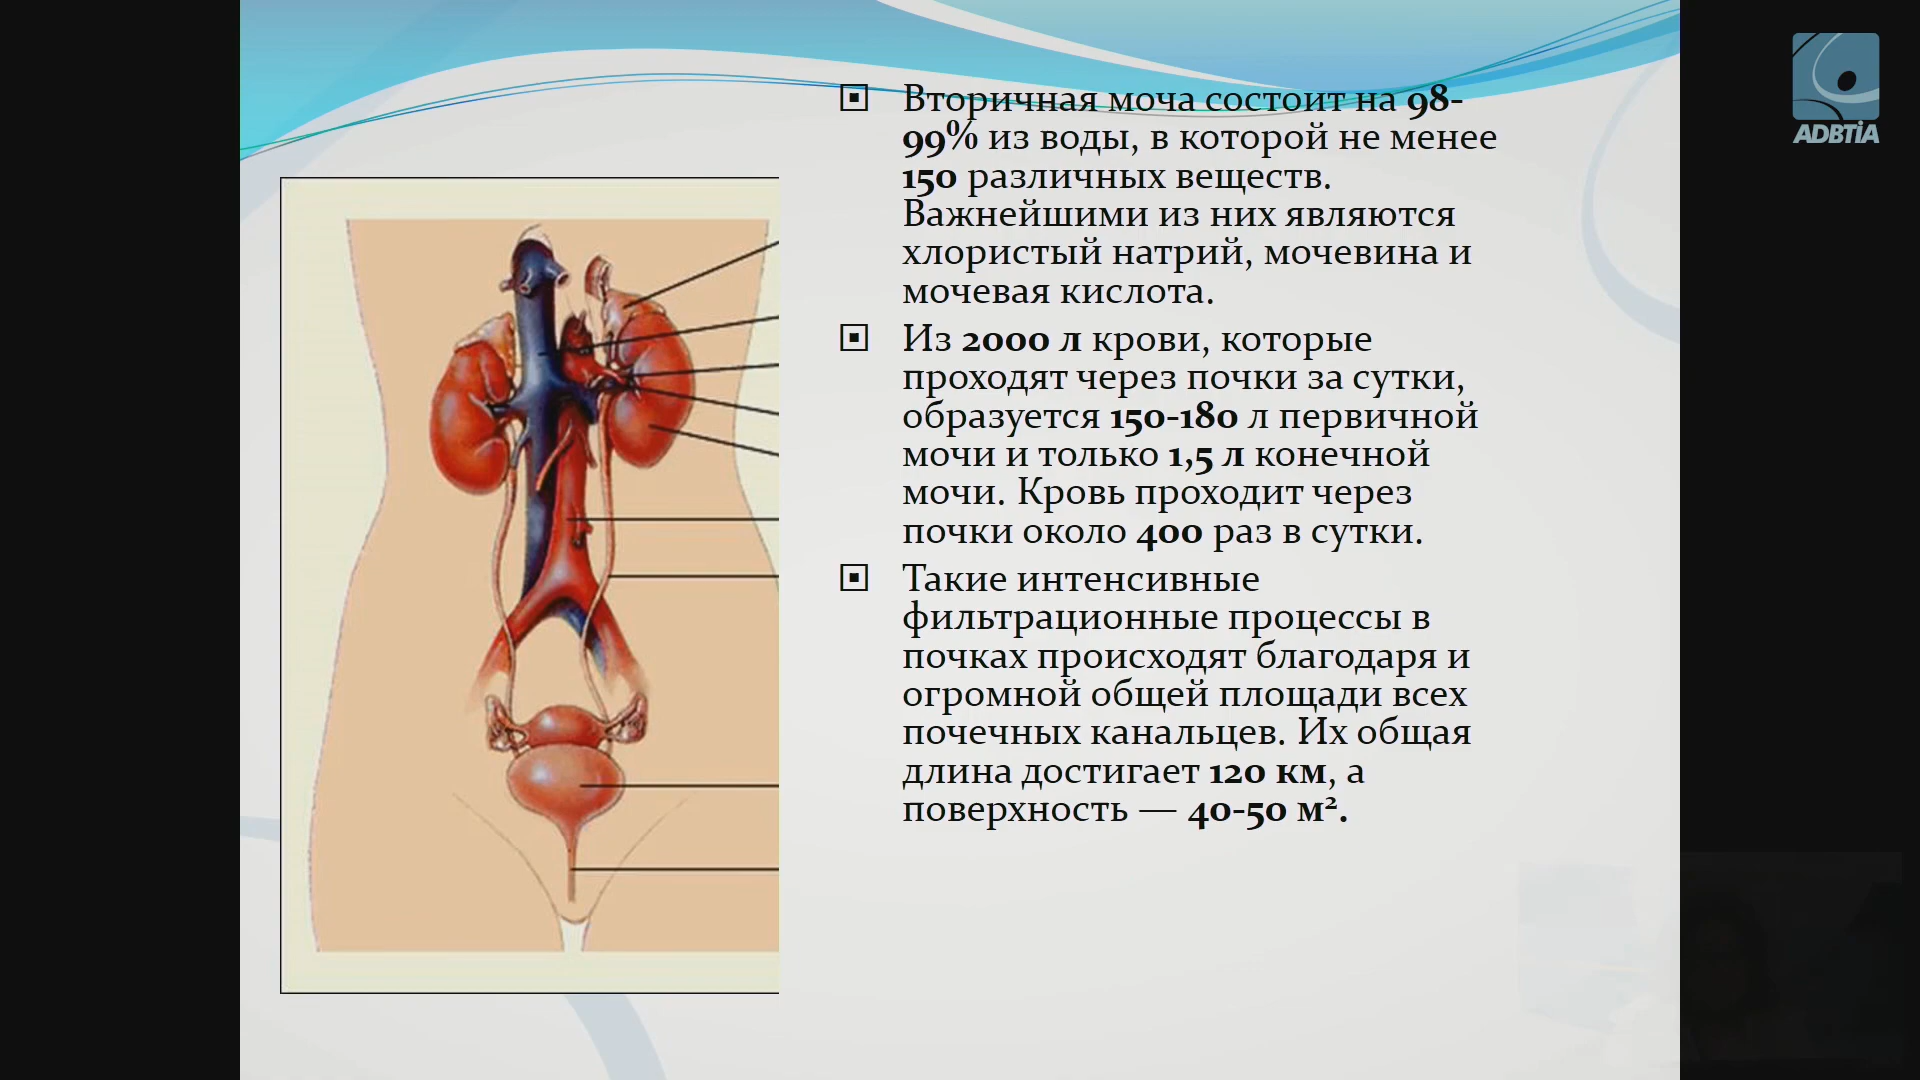 Вторичная моча состоит на 98-
99% из воды, в которой не менее
150 различных веществ.
Важнейшими из них являются
хлористый натрий, мочевина и
мочевая кислота.
Из 2000 л крови, которые
проходят через почки за сутки,
образуется 150-180 л первичной
мочи и только 1,5 л конечной
мочи. Кровь проходит через
почки около 400 раз в сутки.
Такие интенсивные
фильтрационные процессы в
почках происходят благодаря и
огромной общей площади всех
почечных канальцев. Их общая
длина достигает 120 км, а
поверхность — 40-50 м².
ADBTİA